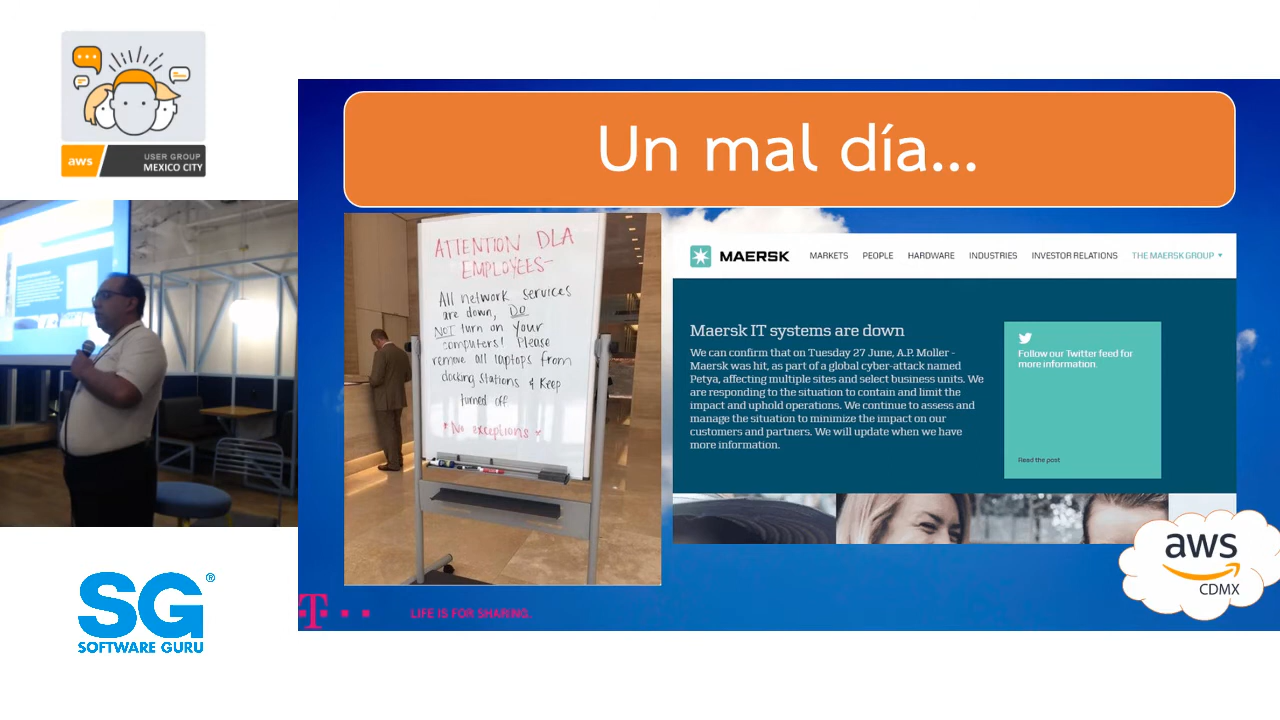 aws
USER GROUP
MEXICO CITY
Un mal día...
ATTENTION DLA
EMPLOYEES-
All network services
are down, DO
NOT turn on your
computers! Please
remove all laptops from
docking stations & keep
turned off
* No exceptions *
MAERSK
MARKETS PEOPLE HARDWARE INDUSTRIES INVESTOR RELATIONS THE MAERSK GROUP
Maersk IT systems are down
We can confirm that on Tuesday 27 June, A.P. Moller -
Maersk was hit, as part of a global cyber-attack named
Petya, affecting multiple sites and select business units. We
are responding to the situation to contain and limit the
impact and uphold operations. We continue to assess and
manage the situation to minimize the impact on our
customers and partners. We will update when we have
more information.
Follow our Twitter feed for
more information.
Read the post
aws
CDMX
T
LIFE IS FOR SHARING.
SG®
SOFTWARE GURU